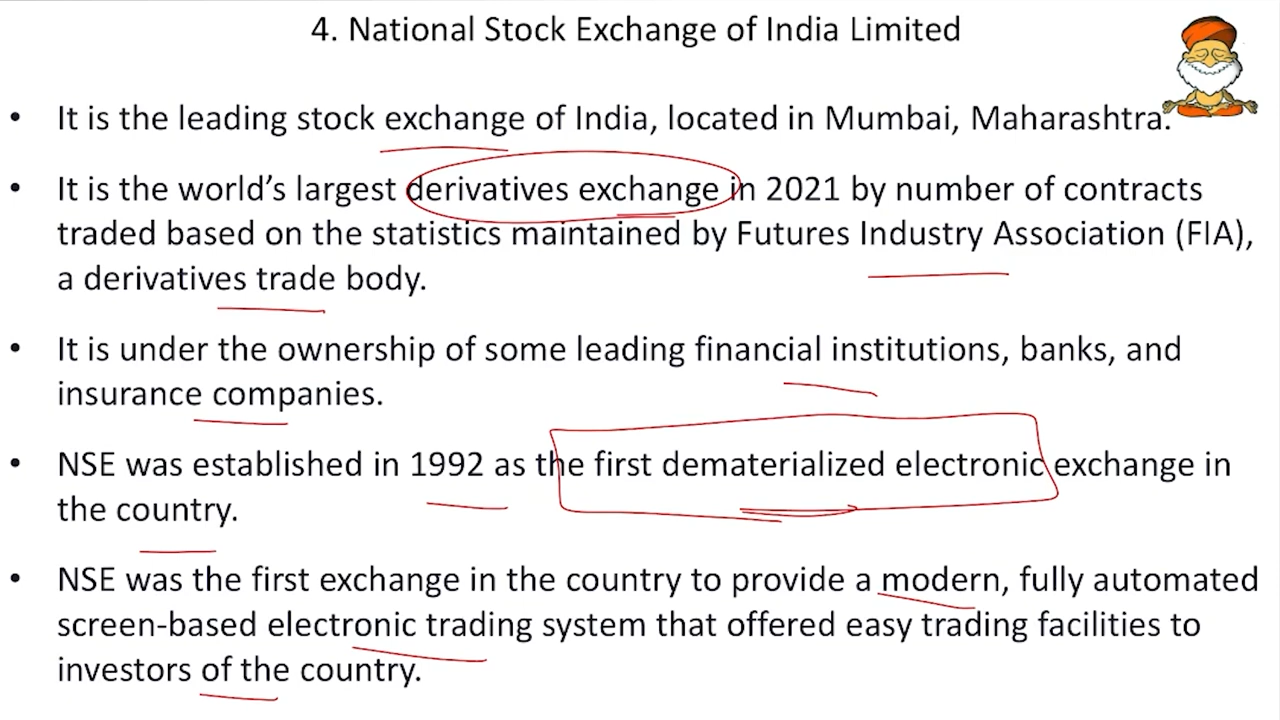 4. National Stock Exchange of India Limited
• It is the leading stock exchange of India, located in Mumbai, Maharashtra.
• It is the world’s largest derivatives exchange in 2021 by number of contracts
traded based on the statistics maintained by Futures Industry Association (FIA),
a derivatives trade body.
• It is under the ownership of some leading financial institutions, banks, and
insurance companies.
• NSE was established in 1992 as the first dematerialized electronic exchange in
the country.
• NSE was the first exchange in the country to provide a modern, fully automated
screen-based electronic trading system that offered easy trading facilities to
investors of the country.